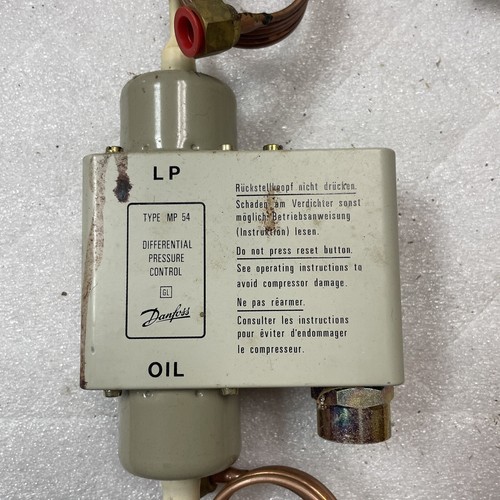 LP
TYPE MP 54
DIFFERENTIAL
PRESSURE
CONTROL
GL
Danfoss
OIL
Rückstellknopf nicht drücken.
Schaden am Verdichter sonst
möglich Betriebsanweisung
(Instruktion) lesen.
Do not press reset button.
See operating instructions to
avoid compressor damage.
Ne pas réarmer.
Consulter les instructions
pour éviter d'endommager
le compresseur.